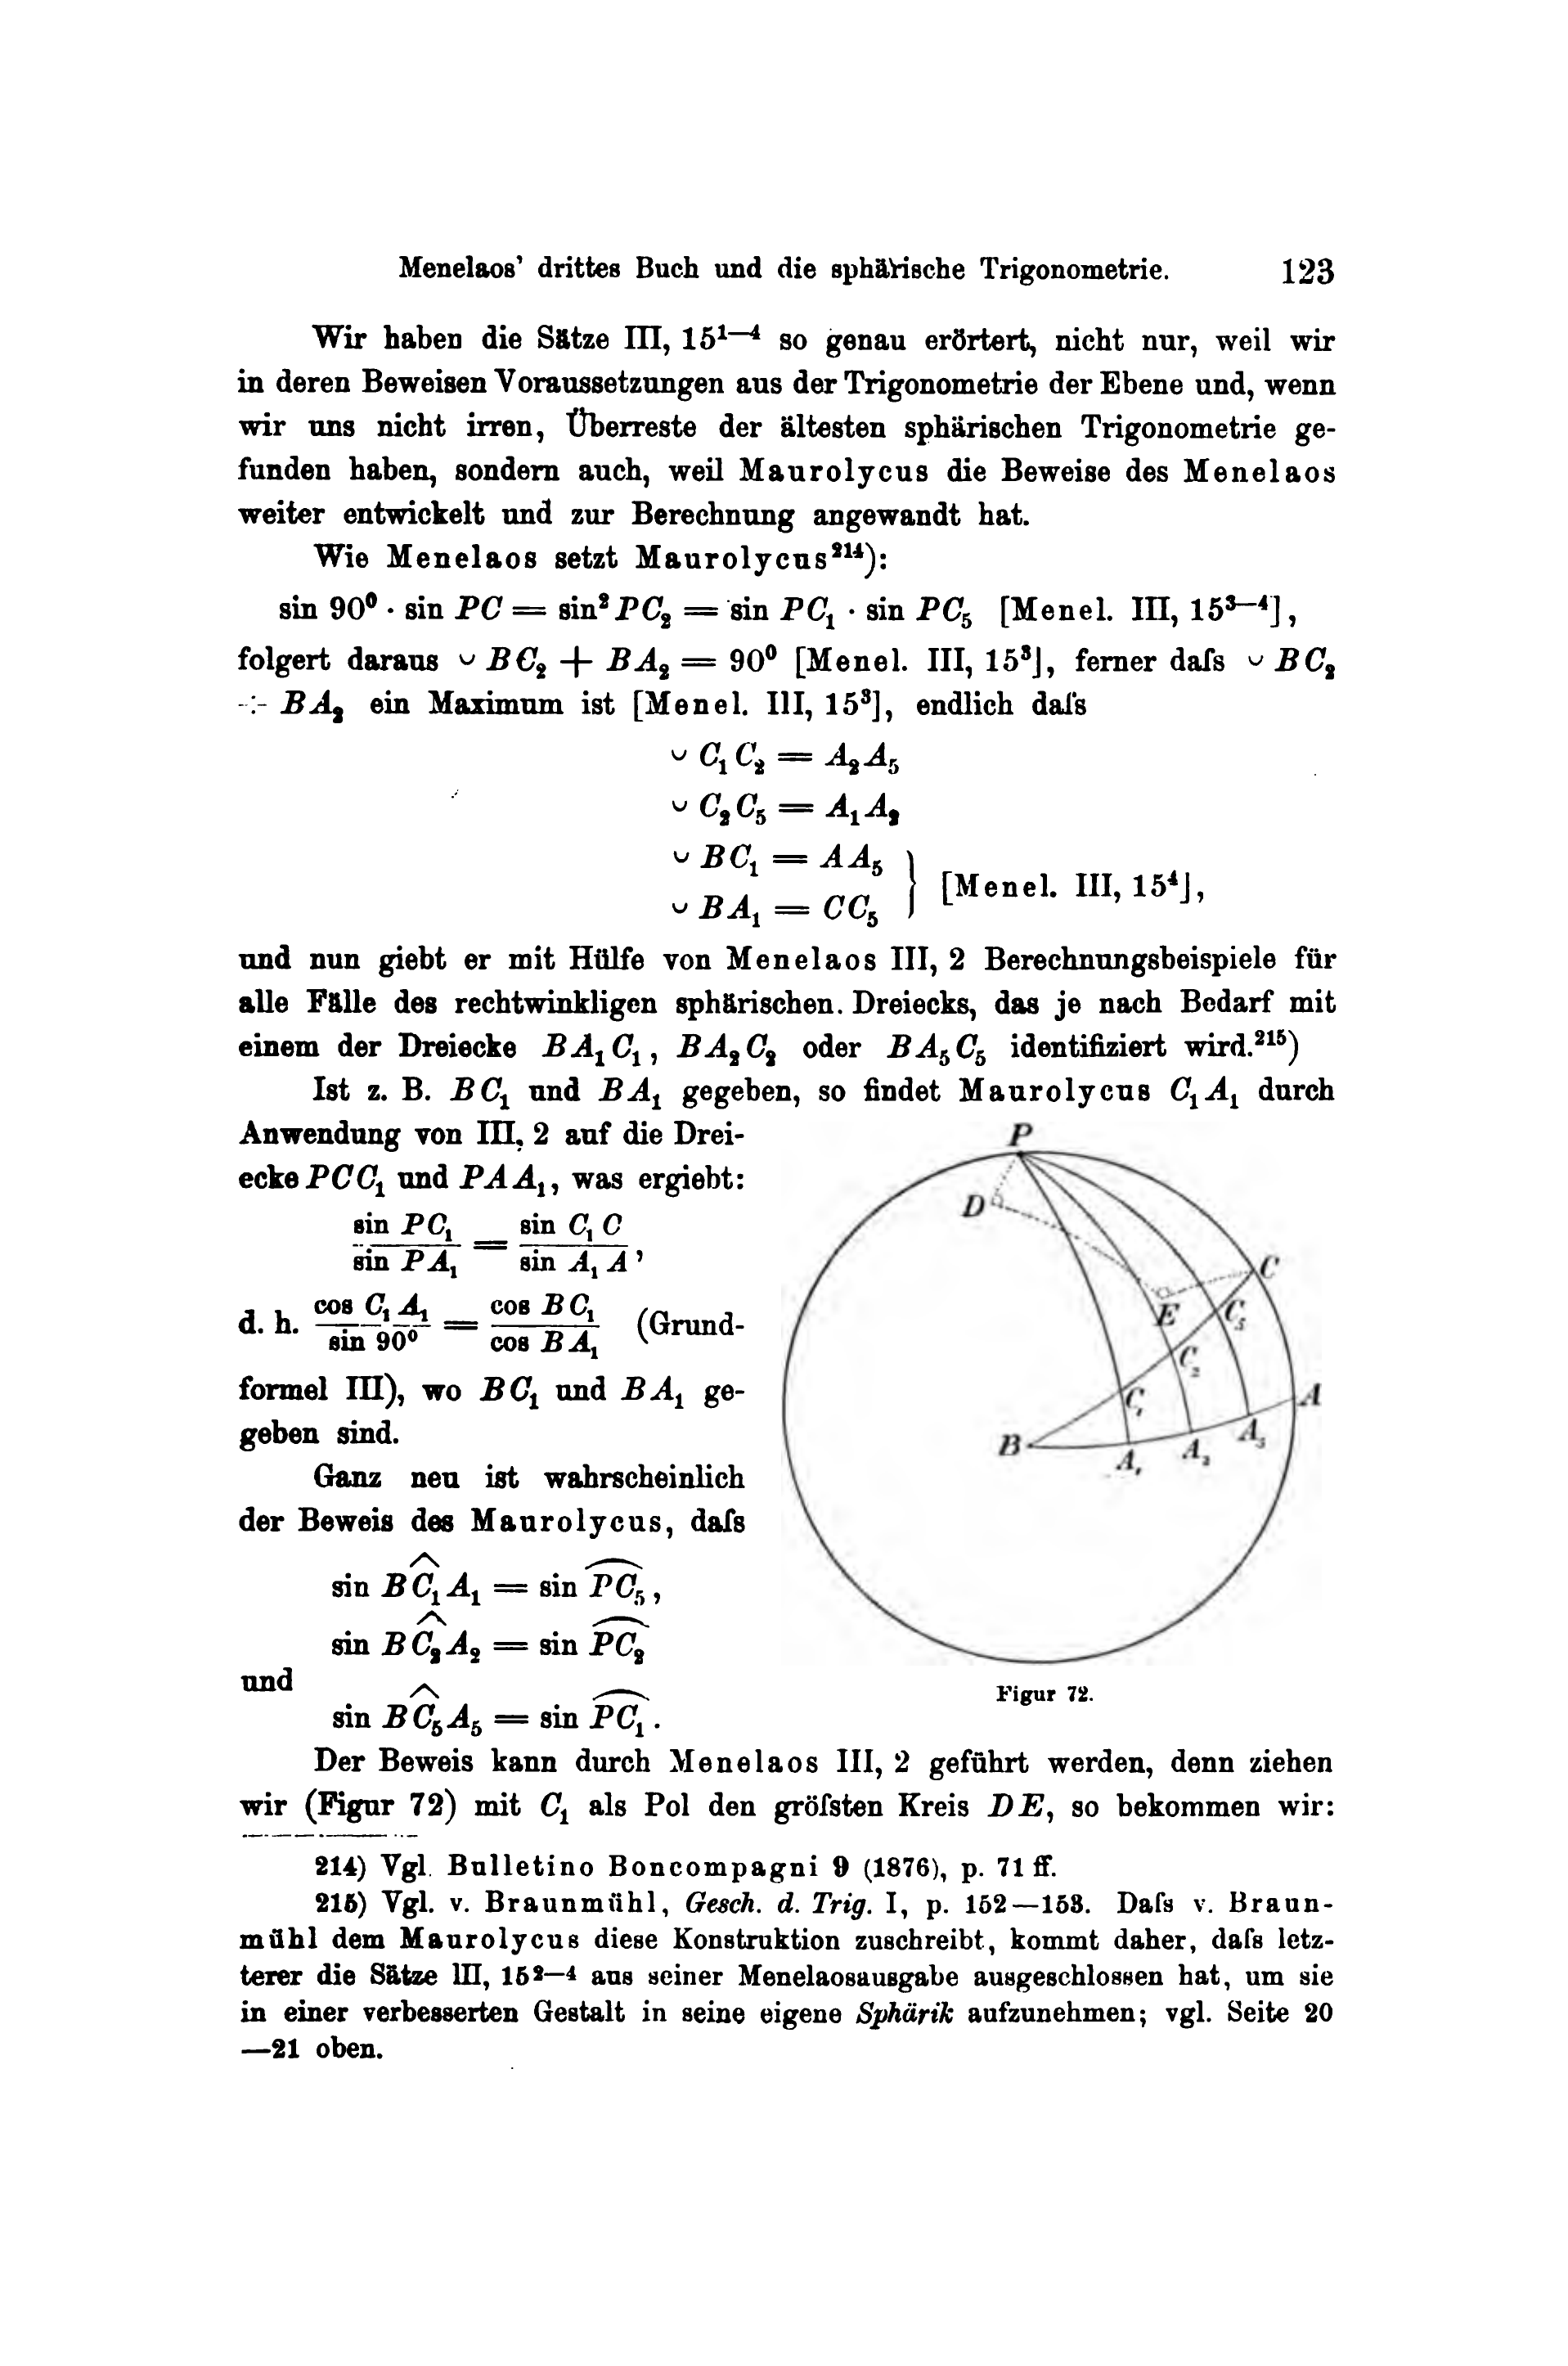 Menelaos' drittes Buch und die sphärische Trigonometrie. 123
Wir haben die Sätze III, 15¹⁻⁴ so genau erörtert, nicht nur, weil wir
in deren Beweisen Voraussetzungen aus der Trigonometrie der Ebene und, wenn
wir uns nicht irren, Überreste der ältesten sphärischen Trigonometrie ge-
funden haben, sondern auch, weil Maurolycus die Beweise des Menelaos
weiter entwickelt und zur Berechnung angewandt hat.
Wie Menelaos setzt Maurolycus²¹⁴):
sin 90⁰ · sin PC = sin² PC₂ = sin PC₁ · sin PC₅ [Menel. III, 15³⁻⁴],
folgert daraus ⌣ BC₂ + BA₂ = 90⁰ [Menel. III, 15³], ferner daſs ⌣ BC₂
÷ BA₂ ein Maximum ist [Menel. III, 15³], endlich daſs
⌣ C₁C₂ = A₂A₅
⌣ C₂C₅ = A₁A₂
⌣ BC₁ = AA₅
⌣ BA₁ = CC₅ } [Menel. III, 15⁴],
und nun giebt er mit Hülfe von Menelaos III, 2 Berechnungsbeispiele für
alle Fälle des rechtwinkligen sphärischen Dreiecks, das je nach Bedarf mit
einem der Dreiecke BA₁C₁, BA₂C₂ oder BA₅C₅ identifiziert wird.²¹⁵)
Ist z. B. BC₁ und BA₁ gegeben, so findet Maurolycus C₁A₁ durch
Anwendung von III, 2 auf die Drei-
ecke PCC₁ und PAA₁, was ergiebt:
sin PC₁ / sin PA₁ = sin C₁C / sin A₁A,
d. h. cos C₁A₁ / sin 90⁰ = cos BC₁ / cos BA₁ (Grund-
formel III), wo BC₁ und BA₁ ge-
geben sind.
Ganz neu ist wahrscheinlich
der Beweis des Maurolycus, daſs
sin BĈ₁A₁ = sin P͡C₅,
sin BĈ₂A₂ = sin P͡C₂
und
sin BĈ₅A₅ = sin P͡C₁.
P
D
C
E
C₅
C₂
C₁
A
B
A₁
A₂
A₅
Figur 72.
Der Beweis kann durch Menelaos III, 2 geführt werden, denn ziehen
wir (Figur 72) mit C₁ als Pol den gröſsten Kreis DE, so bekommen wir:
214) Vgl. Bulletino Boncompagni 9 (1876), p. 71 ff.
215) Vgl. v. Braunmühl, Gesch. d. Trig. I, p. 152—153. Daſs v. Braun-
mühl dem Maurolycus diese Konstruktion zuschreibt, kommt daher, daſs letz-
terer die Sätze III, 15²⁻⁴ aus seiner Menelaosausgabe ausgeschlossen hat, um sie
in einer verbesserten Gestalt in seine eigene Sphärik aufzunehmen; vgl. Seite 20
—21 oben.